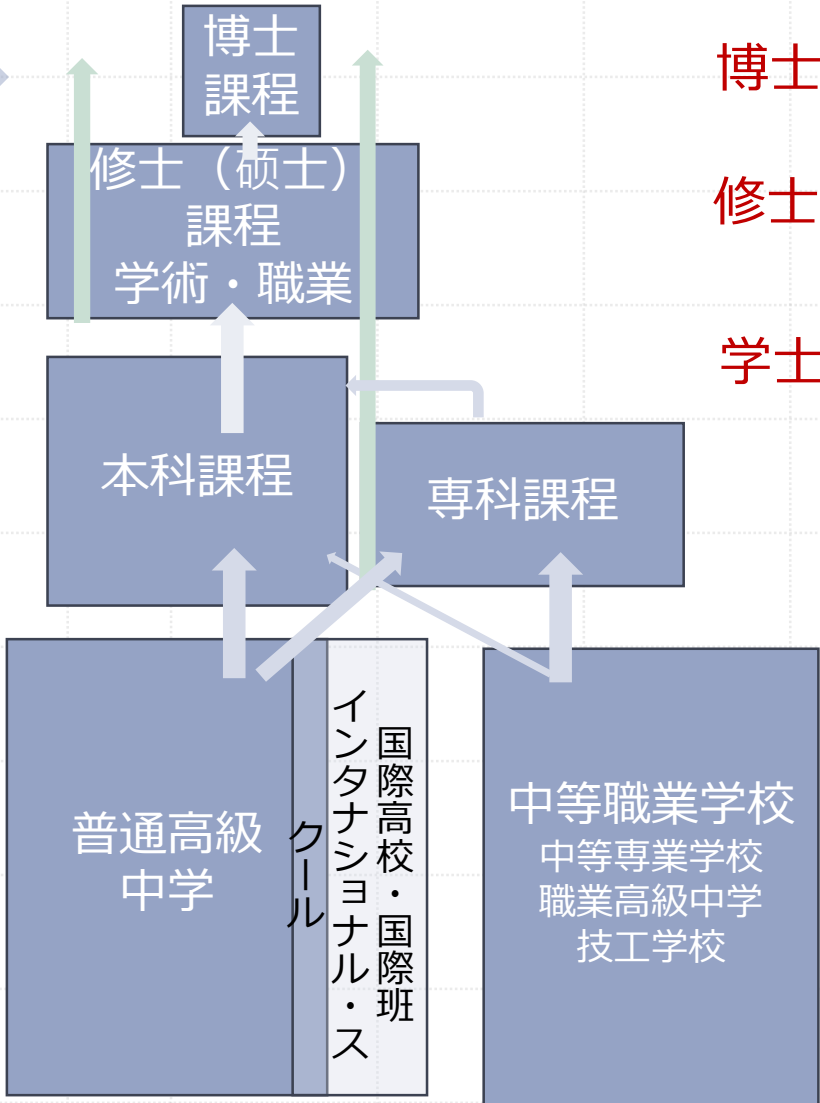 博士
課程
博士
修士（硕士）
課程
学術・職業
修士
学士
本科課程
専科課程
普通高級
中学
国際高校・国際班
インタナショナル・ス
クール
中等職業学校
中等専業学校
職業高級中学
技工学校